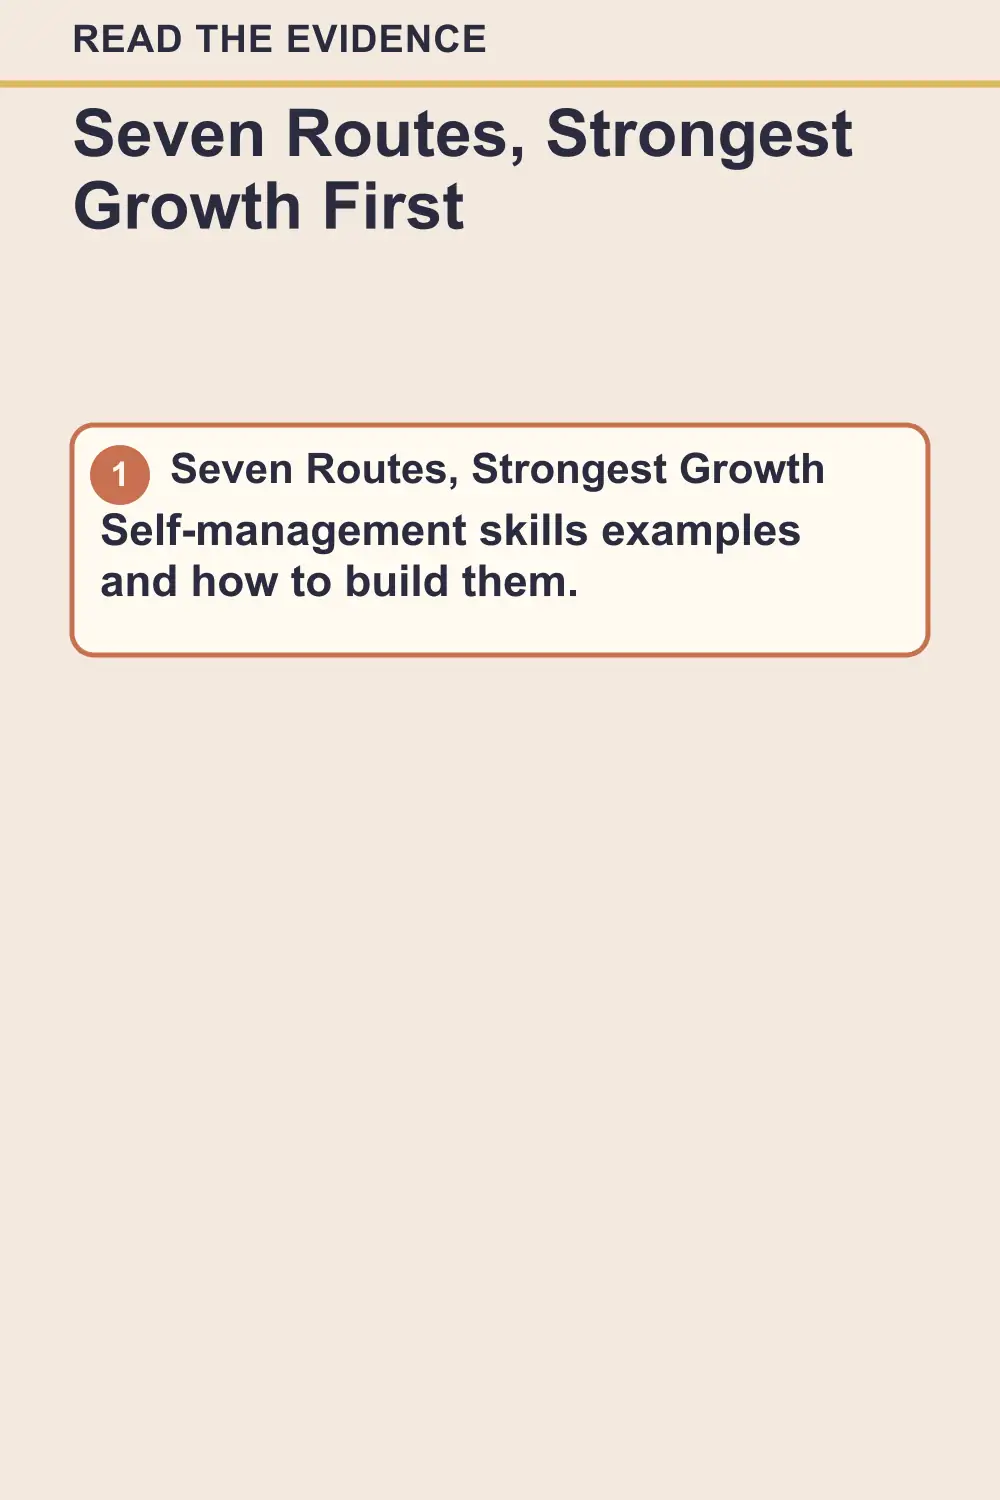 READ THE EVIDENCE
Seven Routes, Strongest
Growth First
1 Seven Routes, Strongest Growth
Self-management skills examples
and how to build them.